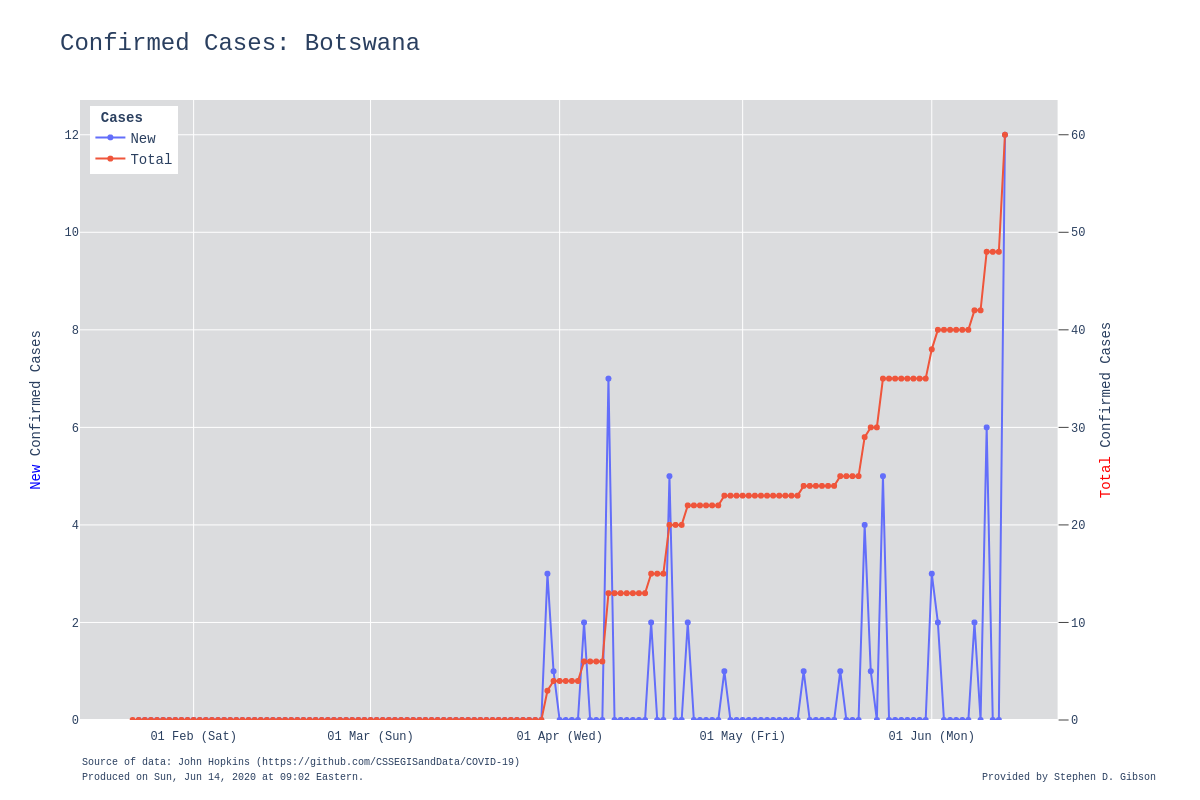 Confirmed Cases: Botswana
Cases
New
Total
12
10
8
6
4
2
0
60
50
40
30
20
10
0
New Confirmed Cases
Total Confirmed Cases
01 Feb (Sat)
01 Mar (Sun)
01 Apr (Wed)
01 May (Fri)
01 Jun (Mon)
Source of data: John Hopkins (https://github.com/CSSEGISandData/COVID-19)
Produced on Sun, Jun 14, 2020 at 09:02 Eastern.
Provided by Stephen D. Gibson